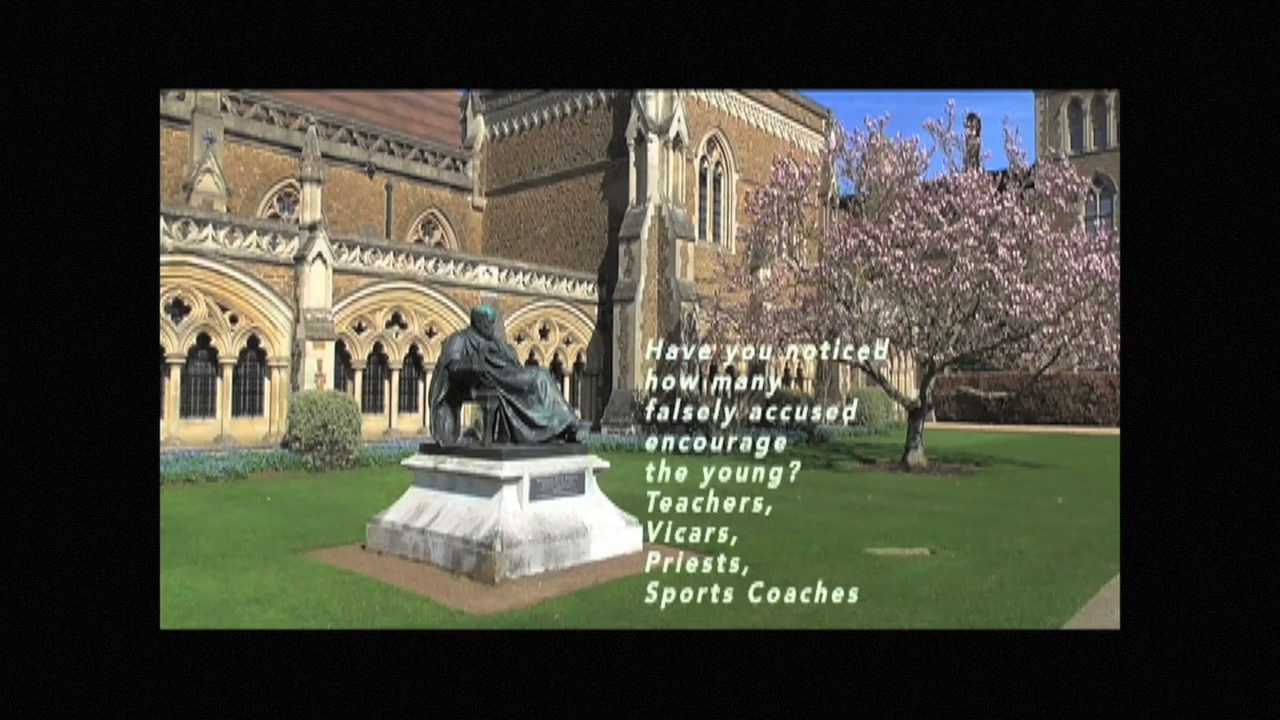 Have you noticed
how many
falsely accused
encourage
the young?
Teachers,
Vicars,
Priests,
Sports Coaches